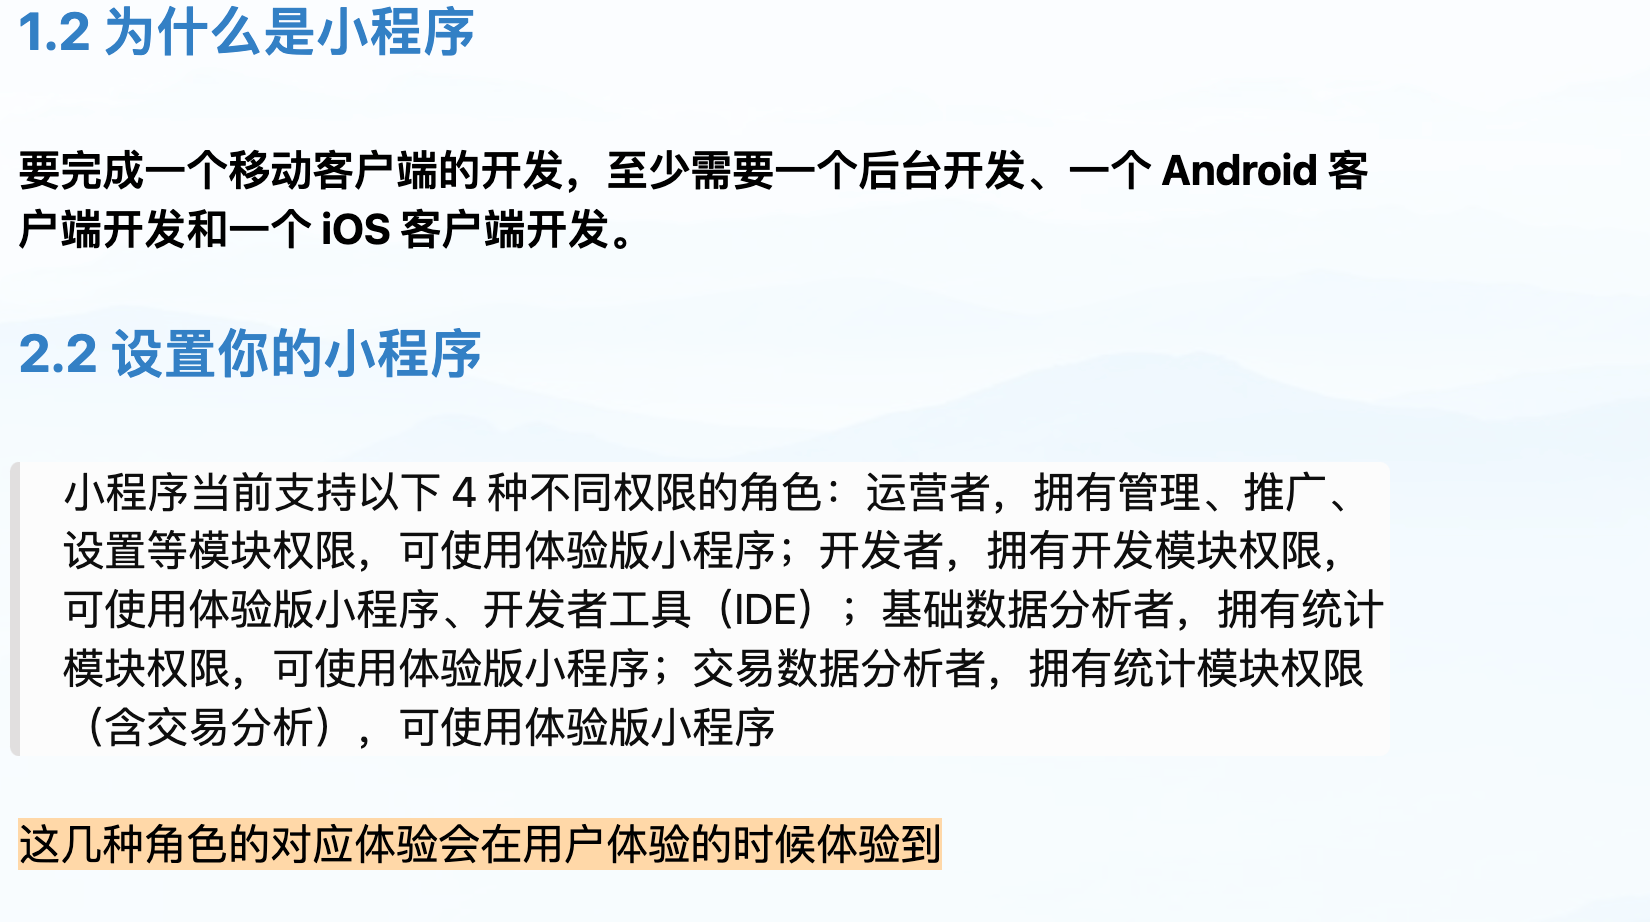 1.2 为什么是小程序
要完成一个移动客户端的开发，至少需要一个后台开发、一个 Android 客
户端开发和一个 iOS 客户端开发。
2.2 设置你的小程序
小程序当前支持以下 4 种不同权限的角色：运营者，拥有管理、推广、
设置等模块权限，可使用体验版小程序；开发者，拥有开发模块权限，
可使用体验版小程序、开发者工具（IDE）；基础数据分析者，拥有统计
模块权限，可使用体验版小程序；交易数据分析者，拥有统计模块权限
（含交易分析），可使用体验版小程序
这几种角色的对应体验会在用户体验的时候体验到